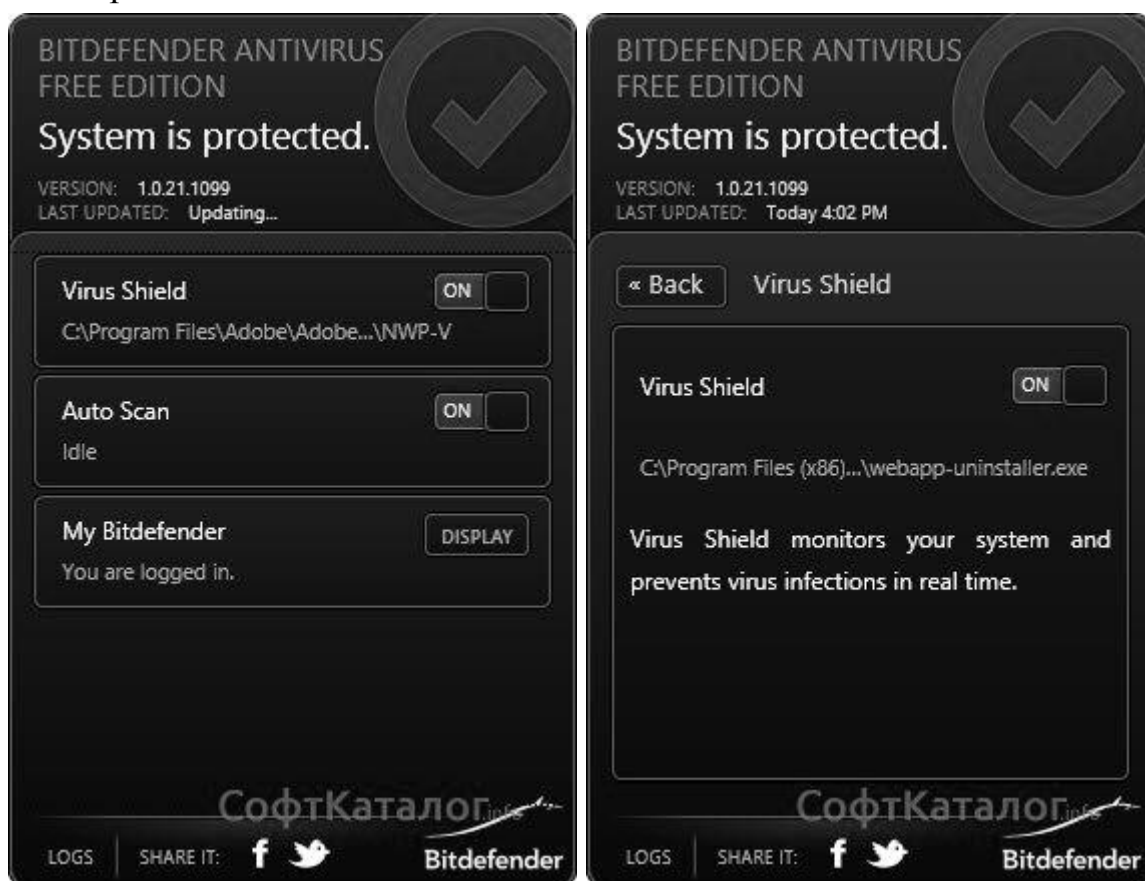 BITDEFENDER ANTIVIRUS
FREE EDITION
System is protected.
VERSION: 1.0.21.1099
LAST UPDATED: Updating...
Virus Shield
ON
C:\Program Files\Adobe\Adobe...\NWP-V
Auto Scan
ON
Idle
My Bitdefender
DISPLAY
You are logged in.
СофтКаталог.info
LOGS
SHARE IT:
Bitdefender
BITDEFENDER ANTIVIRUS
FREE EDITION
System is protected.
VERSION: 1.0.21.1099
LAST UPDATED: Today 4:02 PM
« Back
Virus Shield
Virus Shield
ON
C:\Program Files (x86)...\webapp-uninstaller.exe
Virus Shield monitors your system and
prevents virus infections in real time.
СофтКаталог.info
LOGS
SHARE IT:
Bitdefender